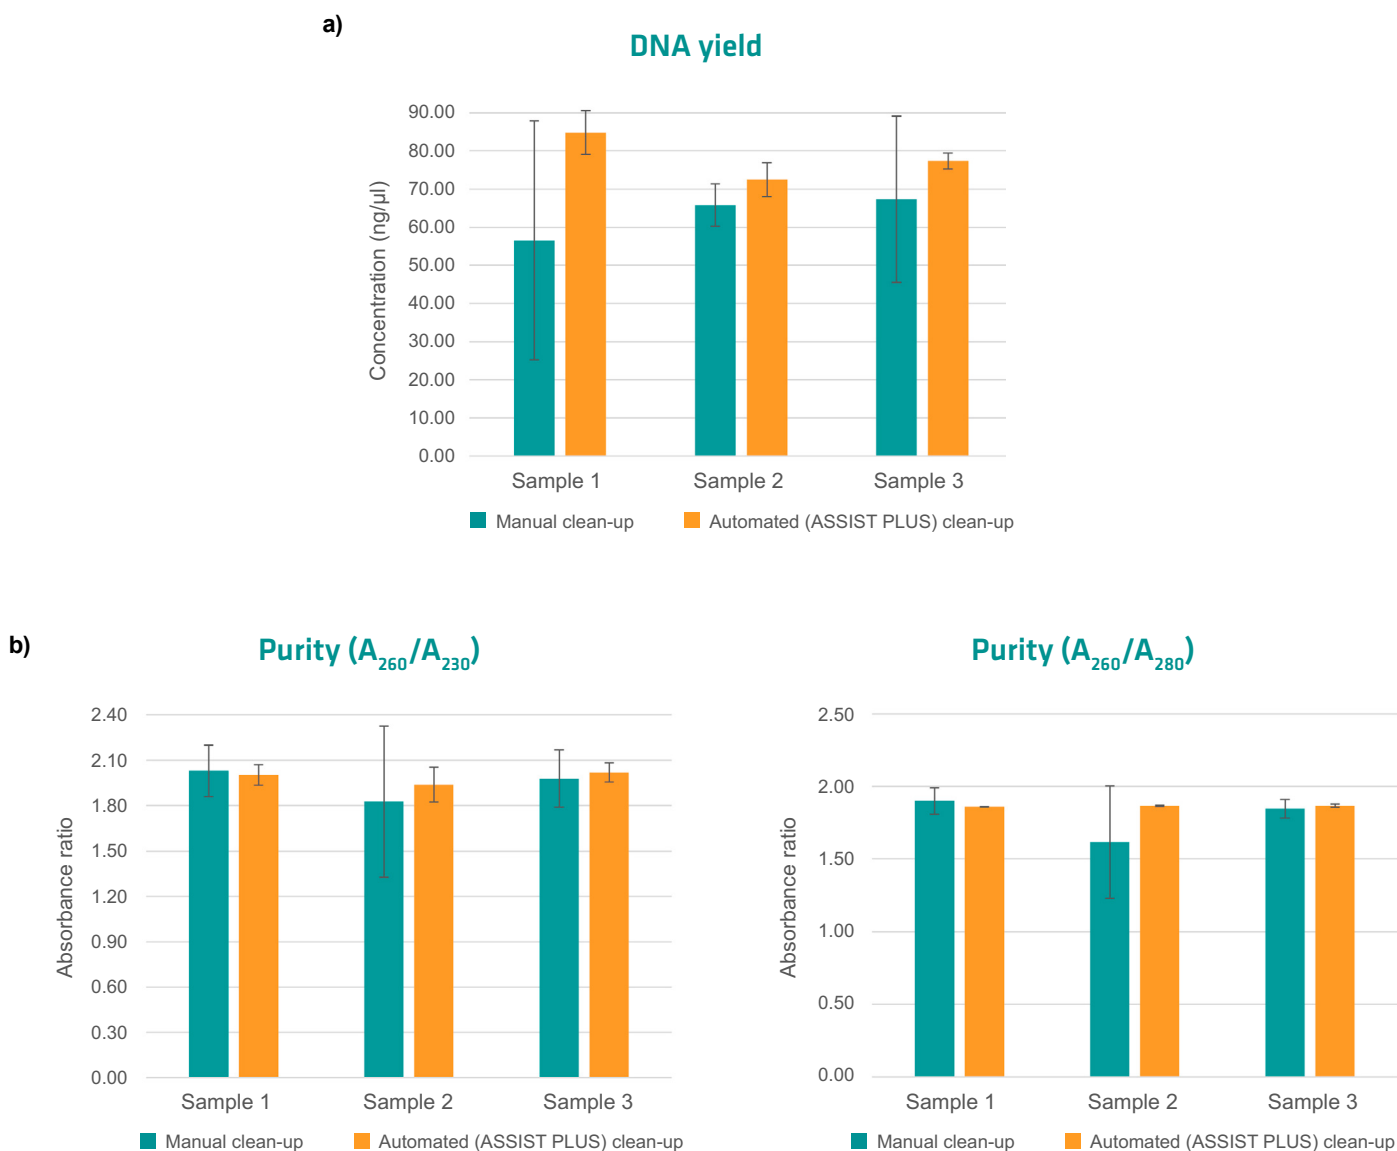 a)
DNA yield
Concentration (ng/µl)
90.00
80.00
70.00
60.00
50.00
40.00
30.00
20.00
10.00
0.00
Sample 1 Sample 2 Sample 3
Manual clean-up Automated (ASSIST PLUS) clean-up
b)
Purity (A260/A230)
Absorbance ratio
2.40
2.10
1.80
1.50
1.20
0.90
0.60
0.30
0.00
Sample 1 Sample 2 Sample 3
Manual clean-up Automated (ASSIST PLUS) clean-up
Purity (A260/A280)
Absorbance ratio
2.50
2.00
1.50
1.00
0.50
0.00
Sample 1 Sample 2 Sample 3
Manual clean-up Automated (ASSIST PLUS) clean-up